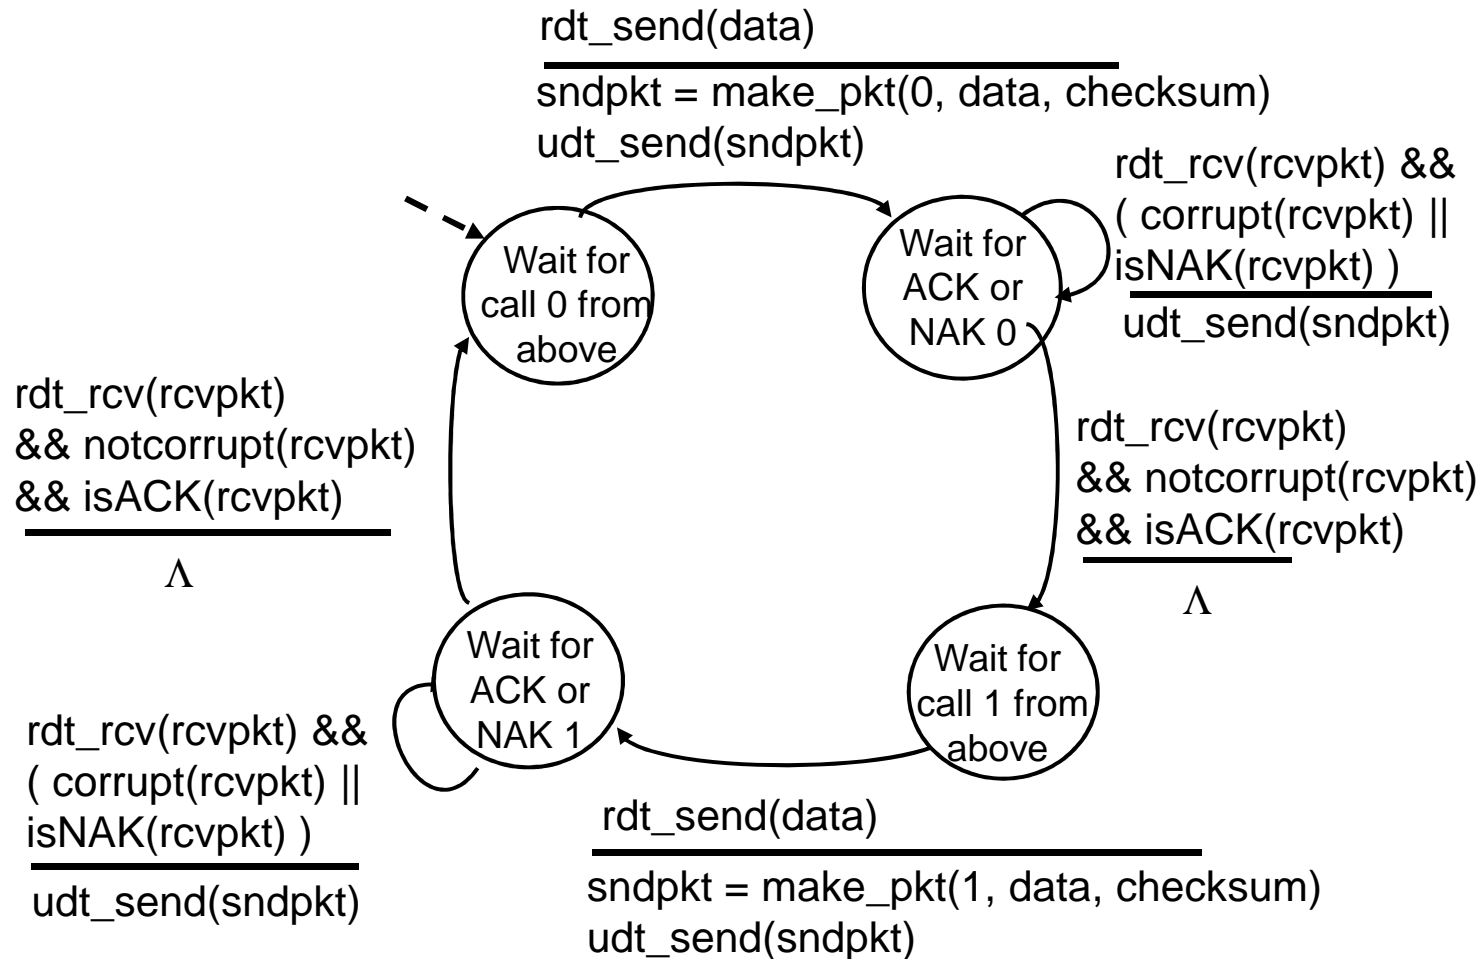 rdt_send(data)
sndpkt = make_pkt(0, data, checksum)
udt_send(sndpkt)
rdt_rcv(rcvpkt) &&
( corrupt(rcvpkt) ||
isNAK(rcvpkt) )
udt_send(sndpkt)
Wait for
call 0 from
above
Wait for
ACK or
NAK 0
rdt_rcv(rcvpkt)
&& notcorrupt(rcvpkt)
&& isACK(rcvpkt)
Λ
rdt_rcv(rcvpkt)
&& notcorrupt(rcvpkt)
&& isACK(rcvpkt)
Λ
Wait for
ACK or
NAK 1
Wait for
call 1 from
above
rdt_rcv(rcvpkt) &&
( corrupt(rcvpkt) ||
isNAK(rcvpkt) )
udt_send(sndpkt)
rdt_send(data)
sndpkt = make_pkt(1, data, checksum)
udt_send(sndpkt)